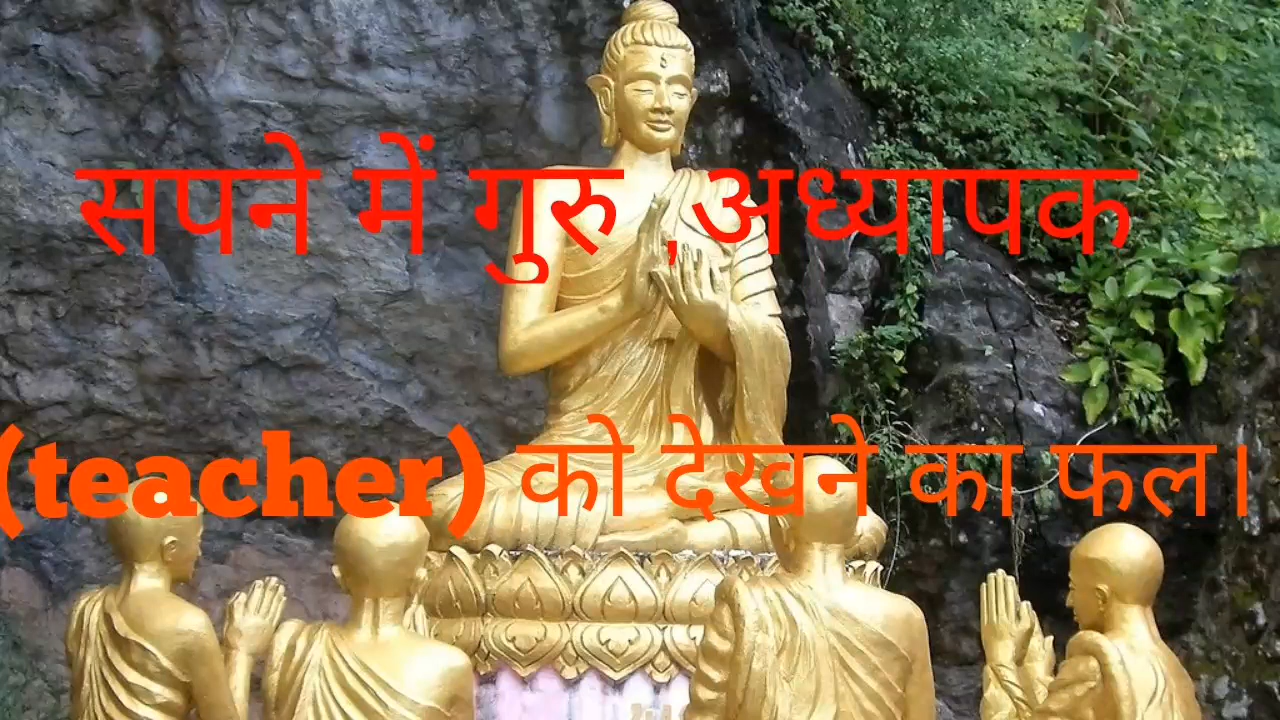 सपने में गुरु ,अध्यापक
(teacher) को देखने का फल।